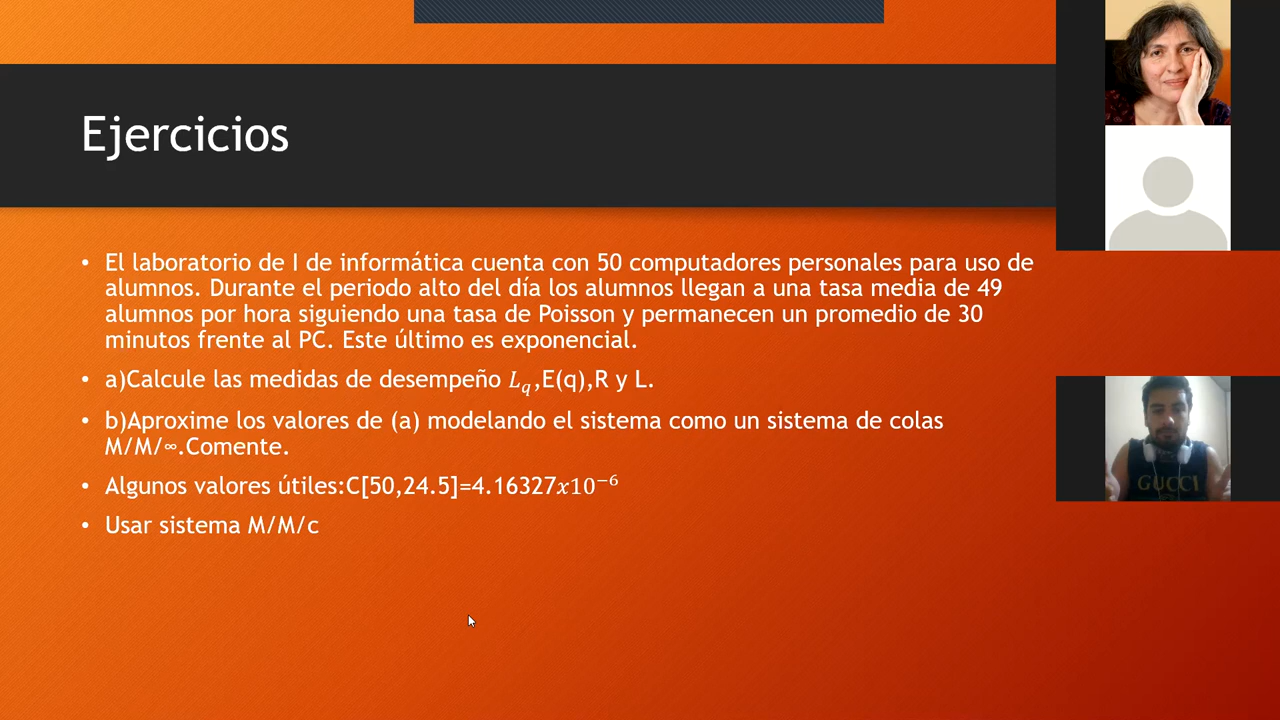 Ejercicios
• El laboratorio de I de informática cuenta con 50 computadores personales para uso de
alumnos. Durante el periodo alto del día los alumnos llegan a una tasa media de 49
alumnos por hora siguiendo una tasa de Poisson y permanecen un promedio de 30
minutos frente al PC. Este último es exponencial.
• a)Calcule las medidas de desempeño $L_q$,E(q),R y L.
• b)Aproxime los valores de (a) modelando el sistema como un sistema de colas
M/M/∞.Comente.
• Algunos valores útiles:C[50,24.5]=4.16327$x10^{-6}$
• Usar sistema M/M/c
GUCCI